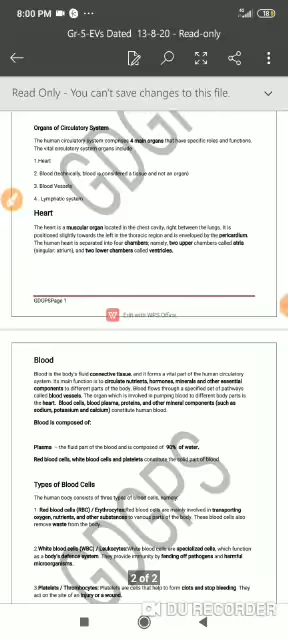 8:00 PM
18
Gr-5-EVs Dated 13-8-20 - Read-only
Read Only - You can't save changes to this file.
Organs of Circulatory System
The human circulatory system comprises 4 main organs that have specific roles and functions.
The vital circulatory system organs include:
1.Heart
2. Blood (technically, blood is considered a tissue and not an organ)
3. Blood Vessels
4 . Lymphatic system
Heart
The heart is a muscular organ located in the chest cavity, right between the lungs. It is
positioned slightly towards the left in the thoracic region and is enveloped by the pericardium.
The human heart is separated into four chambers; namely, two upper chambers called atria
(singular: atrium), and two lower chambers called ventricles.
GDGPSPage 1
Edit with WPS Office
Blood
Blood is the body's fluid connective tissue, and it forms a vital part of the human circulatory
system. Its main function is to circulate nutrients, hormones, minerals and other essential
components to different parts of the body. Blood flows through a specified set of pathways
called blood vessels. The organ which is involved in pumping blood to different body parts is
the heart. Blood cells, blood plasma, proteins, and other mineral components (such as
sodium, potassium and calcium) constitute human blood.
Blood is composed of:
Plasma – the fluid part of the blood and is composed of 90% of water.
Red blood cells, white blood cells and platelets constitute the solid part of blood.
Types of Blood Cells
The human body consists of three types of blood cells, namely:
1 Red blood cells (RBC) / Erythrocytes:Red blood cells are mainly involved in transporting
oxygen, nutrients, and other substances to various parts of the body. These blood cells also
remove waste from the body.
2.White blood cells (WBC) / Leukocytes:White blood cells are specialized cells, which function
as a body's defence system. They provide immunity by fending off pathogens and harmful
microorganisms.
3.Platelets / Thrombocytes: Platelets are cells that help to form clots and stop bleeding. They
act on the site of an injury or a wound.
2 of 2
DU RECORDER
GDGPS
GDGPS